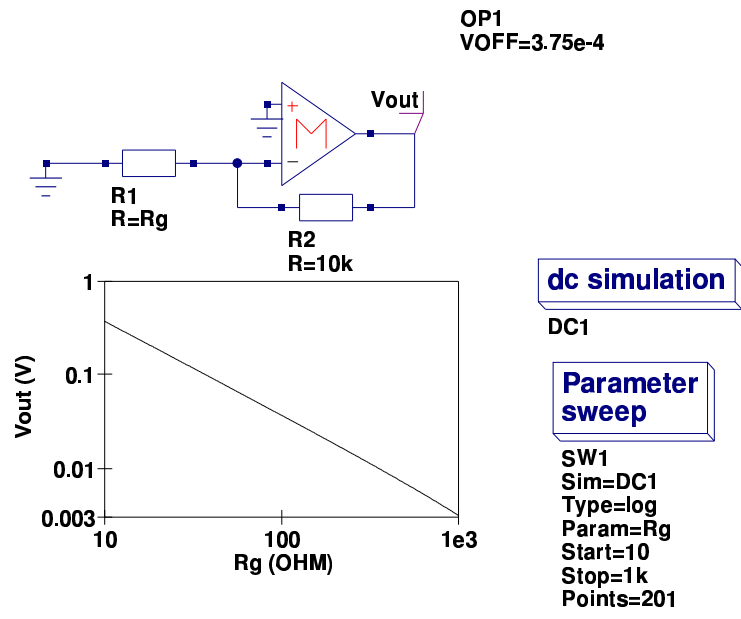 OP1
VOFF=3.75e-4
Vout
+
−
R1
R=Rg
R2
R=10k
1
0.1
0.01
0.003
10
100
1e3
Vout (V)
Rg (OHM)
dc simulation
DC1
Parameter
sweep
SW1
Sim=DC1
Type=log
Param=Rg
Start=10
Stop=1k
Points=201